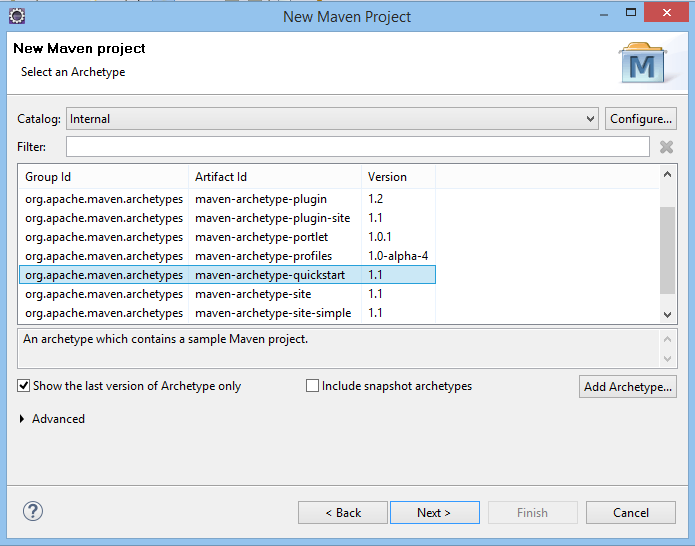 New Maven Project
New Maven project
Select an Archetype
M
Catalog: Internal Configure...
Filter:
Group Id Artifact Id Version
org.apache.maven.archetypes maven-archetype-plugin 1.2
org.apache.maven.archetypes maven-archetype-plugin-site 1.1
org.apache.maven.archetypes maven-archetype-portlet 1.0.1
org.apache.maven.archetypes maven-archetype-profiles 1.0-alpha-4
org.apache.maven.archetypes maven-archetype-quickstart 1.1
org.apache.maven.archetypes maven-archetype-site 1.1
org.apache.maven.archetypes maven-archetype-site-simple 1.1
An archetype which contains a sample Maven project.
Show the last version of Archetype only Include snapshot archetypes Add Archetype...
Advanced
? < Back Next > Finish Cancel